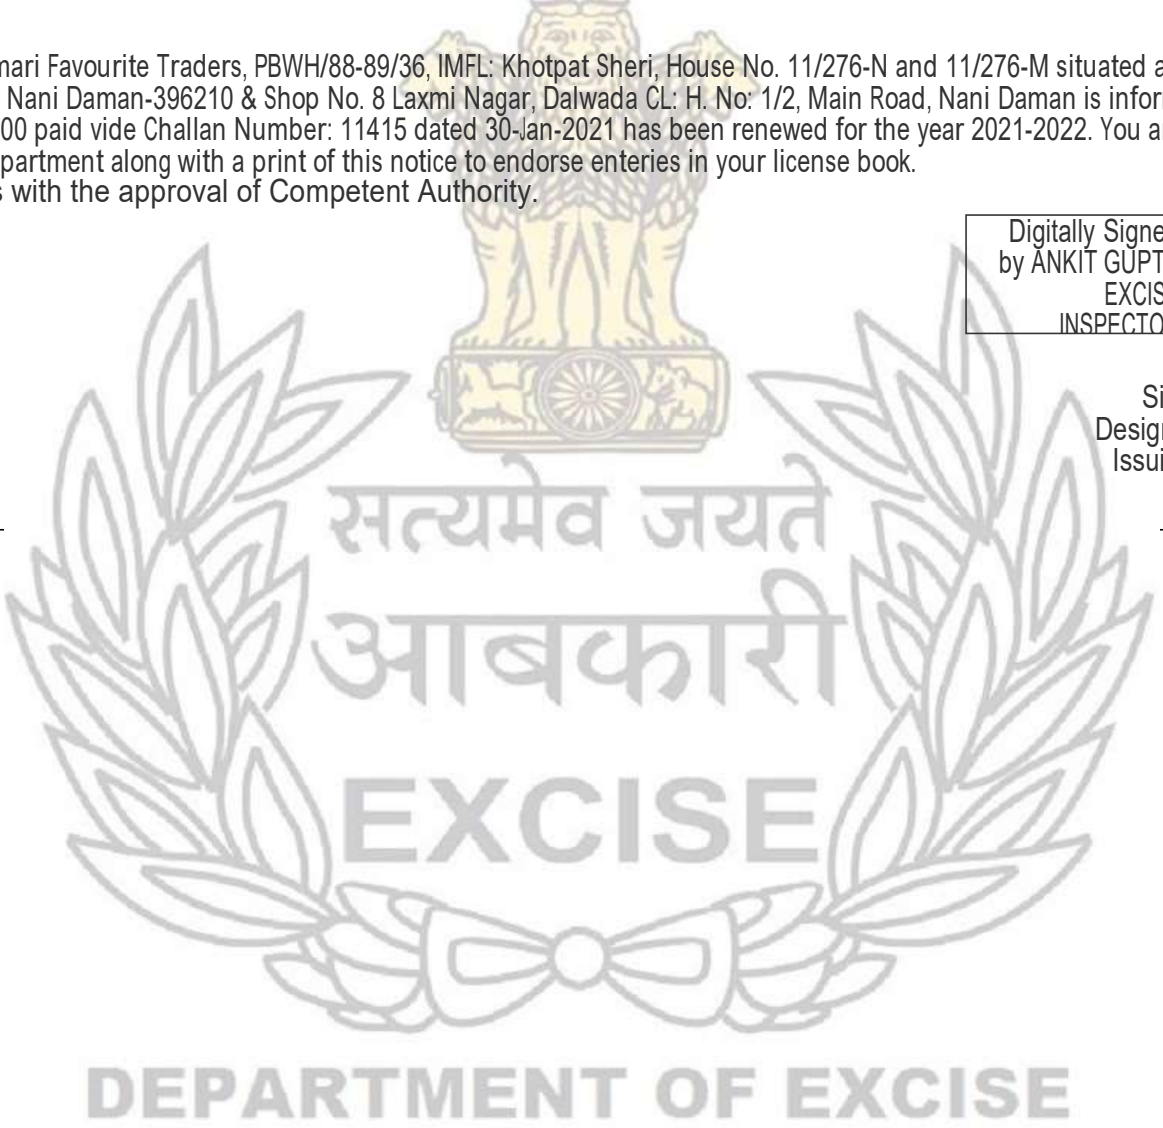 mari Favourite Traders, PBWH/88-89/36, IMFL: Khotpat Sheri, House No. 11/276-N and 11/276-M situated a
Nani Daman-396210 & Shop No. 8 Laxmi Nagar, Dalwada CL: H. No. 1/2, Main Road, Nani Daman is infor
00 paid vide Challan Number: 11415 dated 30-Jan-2021 has been renewed for the year 2021-2022. You a
partment along with a print of this notice to endorse enteries in your license book.
s with the approval of Competent Authority.
Digitally Signe
by ANKIT GUPT
EXCIS
INSPECTO
Si
Desig
Issui
सत्यमेव जयते
आबकारी
EXCISE
DEPARTMENT OF EXCISE